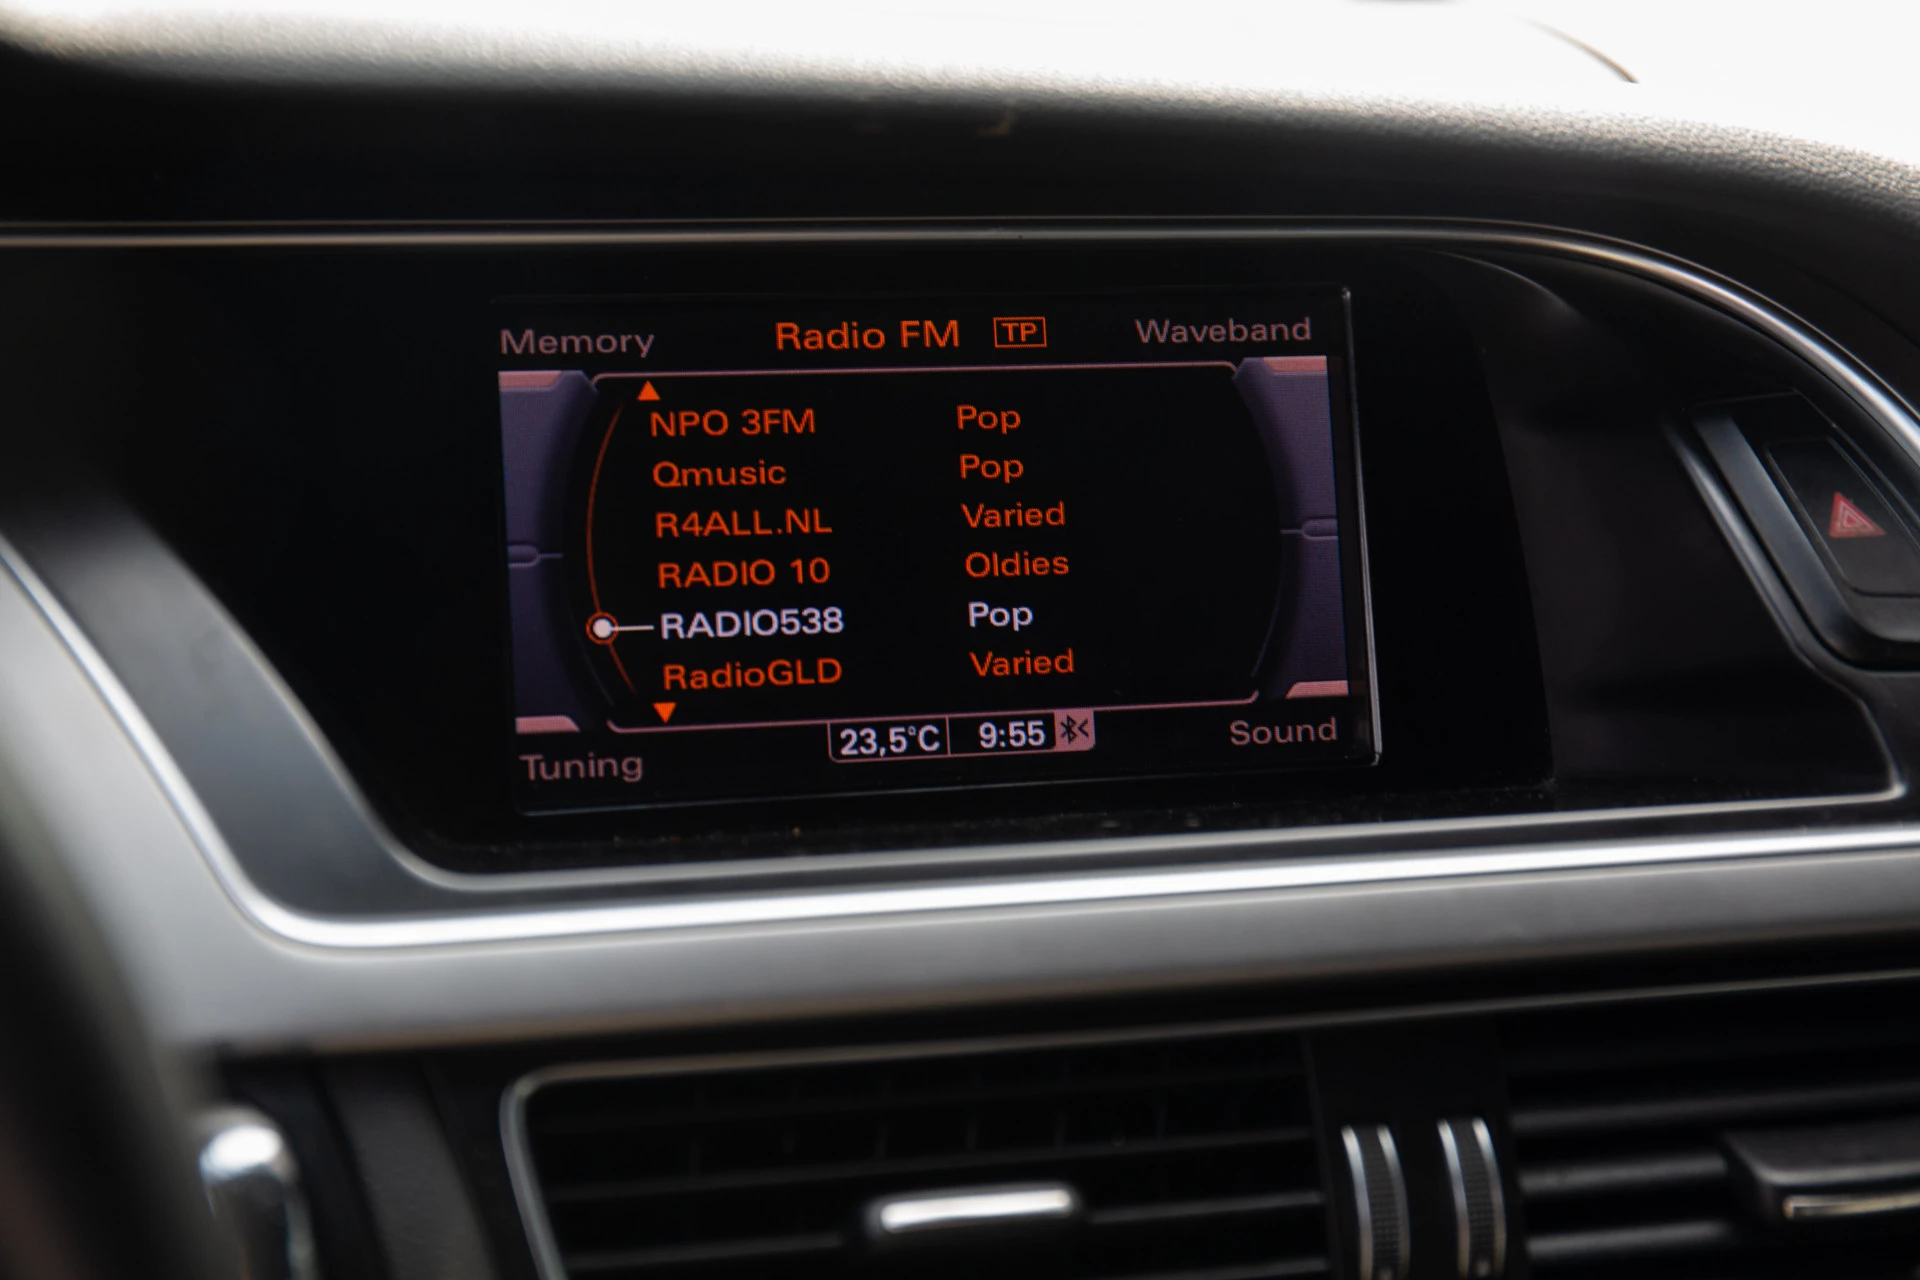 Memory Radio FM TP Waveband
NPO 3FM Pop
Qmusic Pop
R4ALL.NL Varied
RADIO 10 Oldies
RADIO538 Pop
RadioGLD Varied
23,5°C 9:55
Tuning Sound